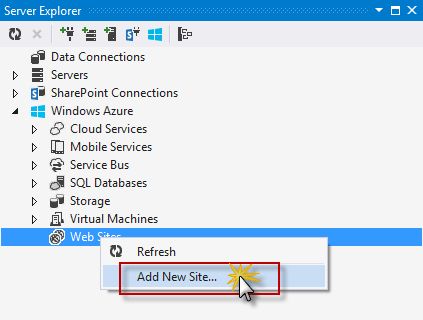 Server Explorer
Data Connections
Servers
SharePoint Connections
Windows Azure
Cloud Services
Mobile Services
Service Bus
SQL Databases
Storage
Virtual Machines
Web Sites
Refresh
Add New Site...